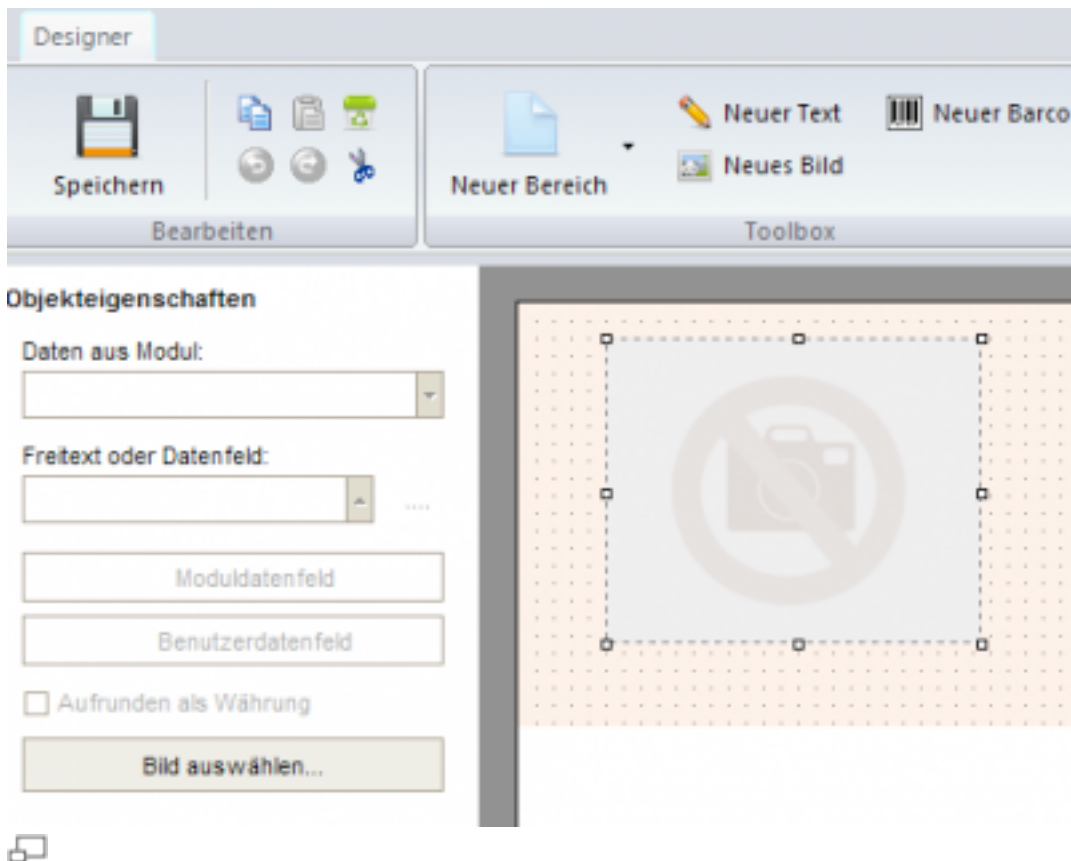 Designer
Speichern
Bearbeiten
Neuer Bereich
Neuer Text
Neues Bild
Neuer Barco
Toolbox
Objekteigenschaften
Daten aus Modul:
Freitext oder Datenfeld:
....
Moduldatenfeld
Benutzerdatenfeld
Aufrunden als Währung
Bild auswählen...